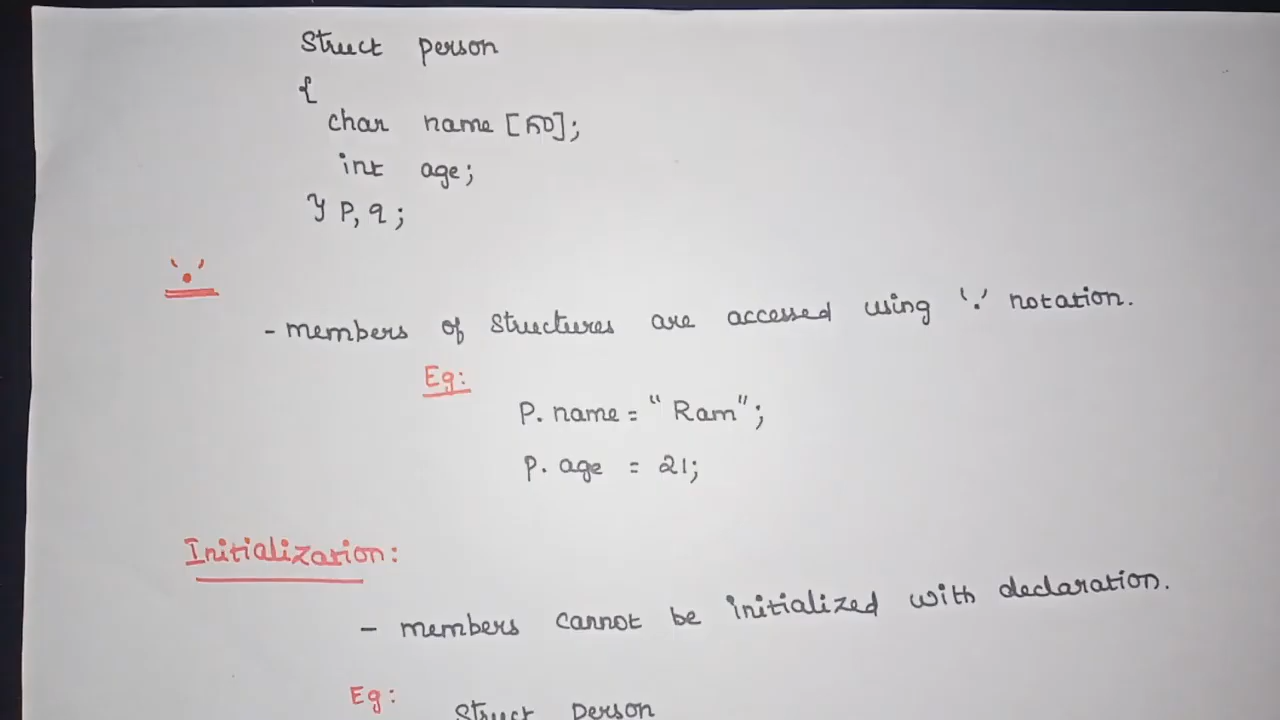 Struct person
{
char name [50];
int age;
} P, q;
'.'
- members of structures are accessed using '.' notation.
Eg:
P. name = "Ram";
p. age = 21;
Initialization:
- members cannot be initialized with declaration.
Eg:
Struct person